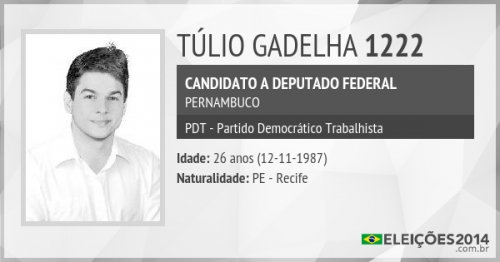 TÚLIO GADELHA 1222
CANDIDATO A DEPUTADO FEDERAL
PERNAMBUCO
PDT - Partido Democrático Trabalhista
Idade: 26 anos (12-11-1987)
Naturalidade: PE - Recife
ELEIÇÕES2014
.com.br